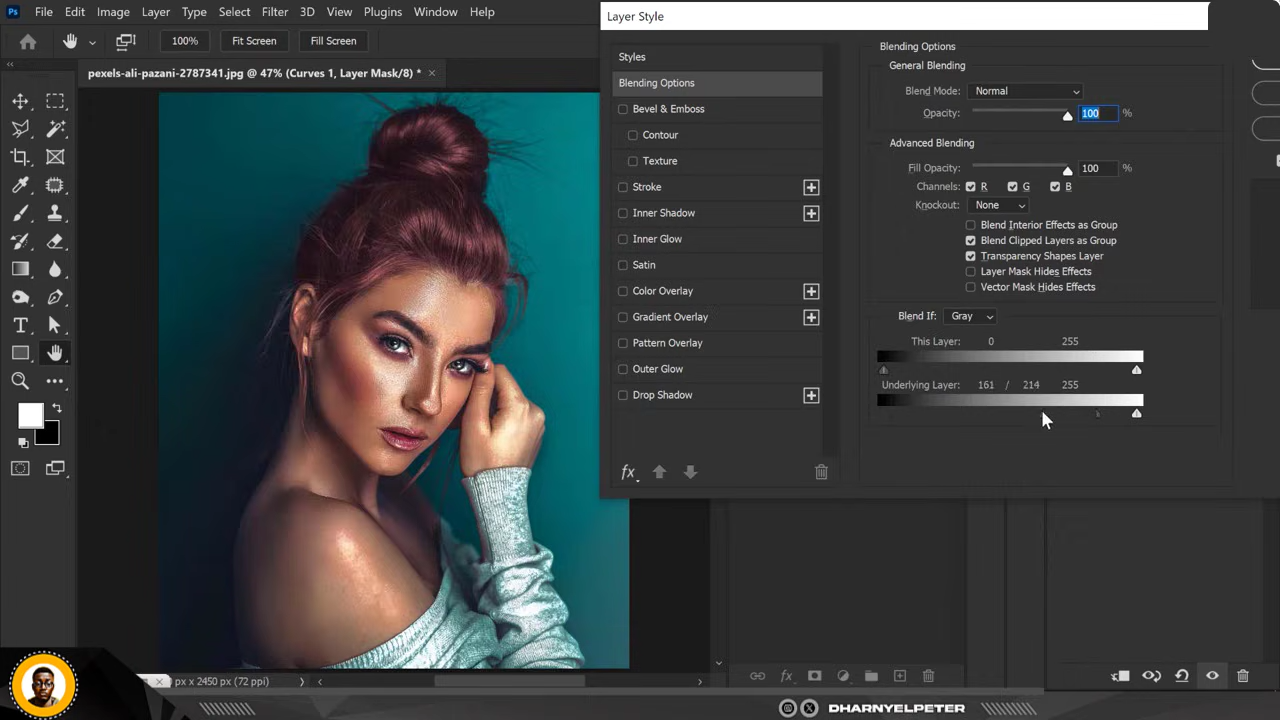 Ps File Edit Image Layer Type Select Filter 3D View Plugins Window Help
Layer Style
100% Fit Screen Fill Screen
pexels-ali-pazani-2787341.jpg @ 47% (Curves 1, Layer Mask/8) *
Styles
Blending Options
Bevel & Emboss
Contour
Texture
Stroke
Inner Shadow
Inner Glow
Satin
Color Overlay
Gradient Overlay
Pattern Overlay
Outer Glow
Drop Shadow
fx
Blending Options
General Blending
Blend Mode: Normal
Opacity: 100 %
Advanced Blending
Fill Opacity: 100 %
Channels: R G B
Knockout: None
Blend Interior Effects as Group
Blend Clipped Layers as Group
Transparency Shapes Layer
Layer Mask Hides Effects
Vector Mask Hides Effects
Blend If: Gray
This Layer: 0 255
Underlying Layer: 161 / 214 255
px x 2450 px (72 ppi)
fx
DHARNYELPETER